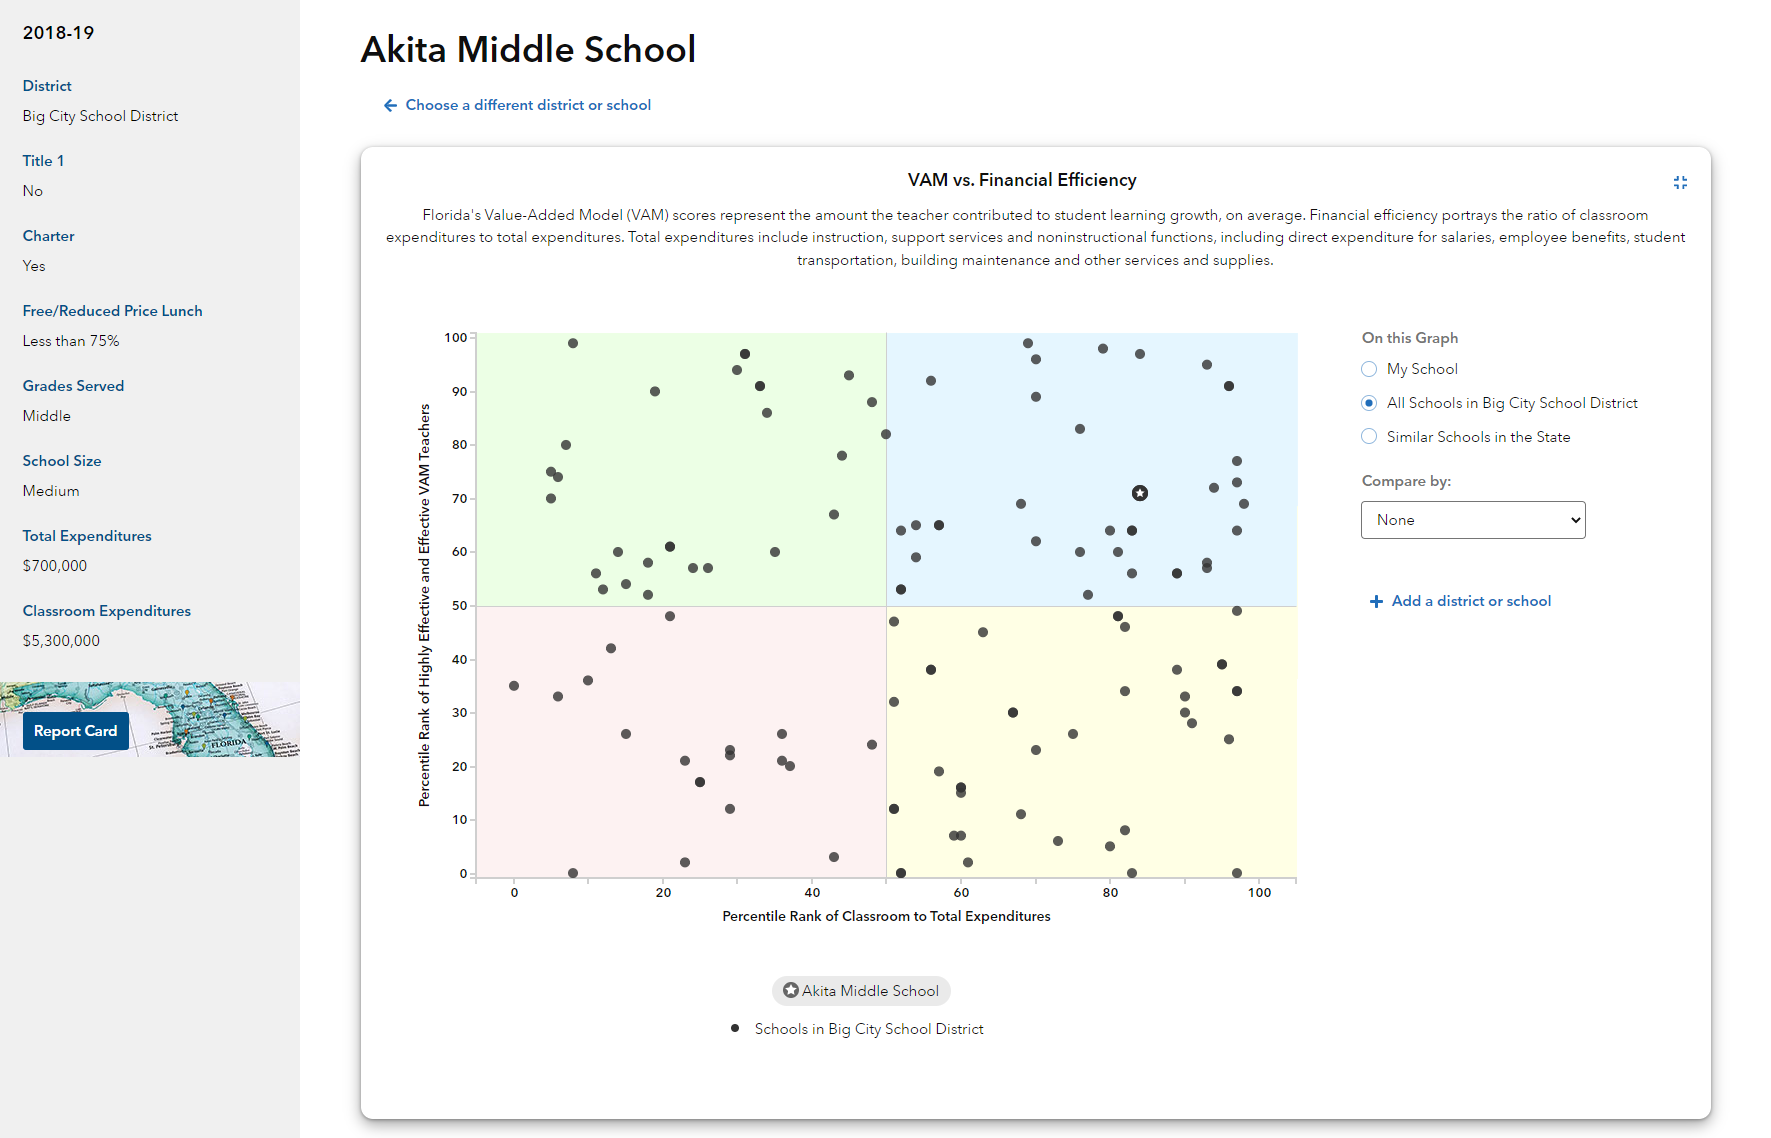 2018-19
District
Big City School District
Title 1
No
Charter
Yes
Free/Reduced Price Lunch
Less than 75%
Grades Served
Middle
School Size
Medium
Total Expenditures
$700,000
Classroom Expenditures
$5,300,000
Report Card
FLORIDA
Akita Middle School
Choose a different district or school
VAM vs. Financial Efficiency
Florida's Value-Added Model (VAM) scores represent the amount the teacher contributed to student learning growth, on average. Financial efficiency portrays the ratio of classroom
expenditures to total expenditures. Total expenditures include instruction, support services and noninstructional functions, including direct expenditure for salaries, employee benefits, student
transportation, building maintenance and other services and supplies.
Percentile Rank of Highly Effective and Effective VAM Teachers
100
90
80
70
60
50
40
30
20
10
0
0 20 40 60 80 100
Percentile Rank of Classroom to Total Expenditures
Akita Middle School
Schools in Big City School District
On this Graph
My School
All Schools in Big City School District
Similar Schools in the State
Compare by:
None
Add a district or school